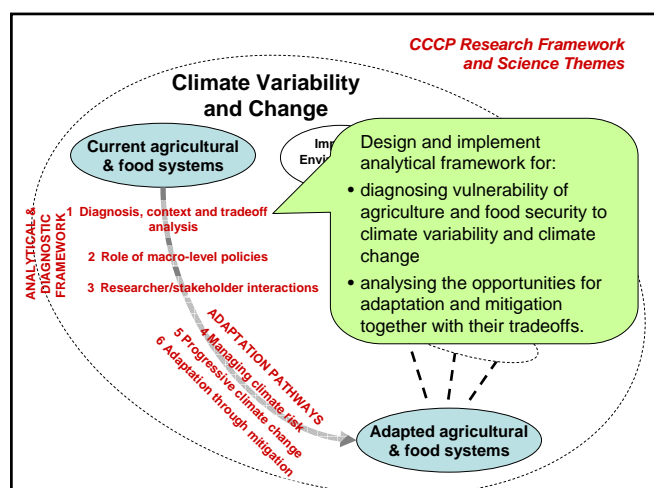 CCCP Research Framework
and Science Themes
Climate Variability
and Change
Current agricultural
& food systems
Design and implement
analytical framework for:
• diagnosing vulnerability of
agriculture and food security to
climate variability and climate
change
• analysing the opportunities for
adaptation and mitigation
together with their tradeoffs.
ANALYTICAL &
DIAGNOSTIC
FRAMEWORK
1 Diagnosis, context and tradeoff
analysis
2 Role of macro-level policies
3 Researcher/stakeholder interactions
ADAPTATION PATHWAYS
4 Managing climate risk
5 Progressive climate change
6 Adaptation through mitigation
Adapted agricultural
& food systems